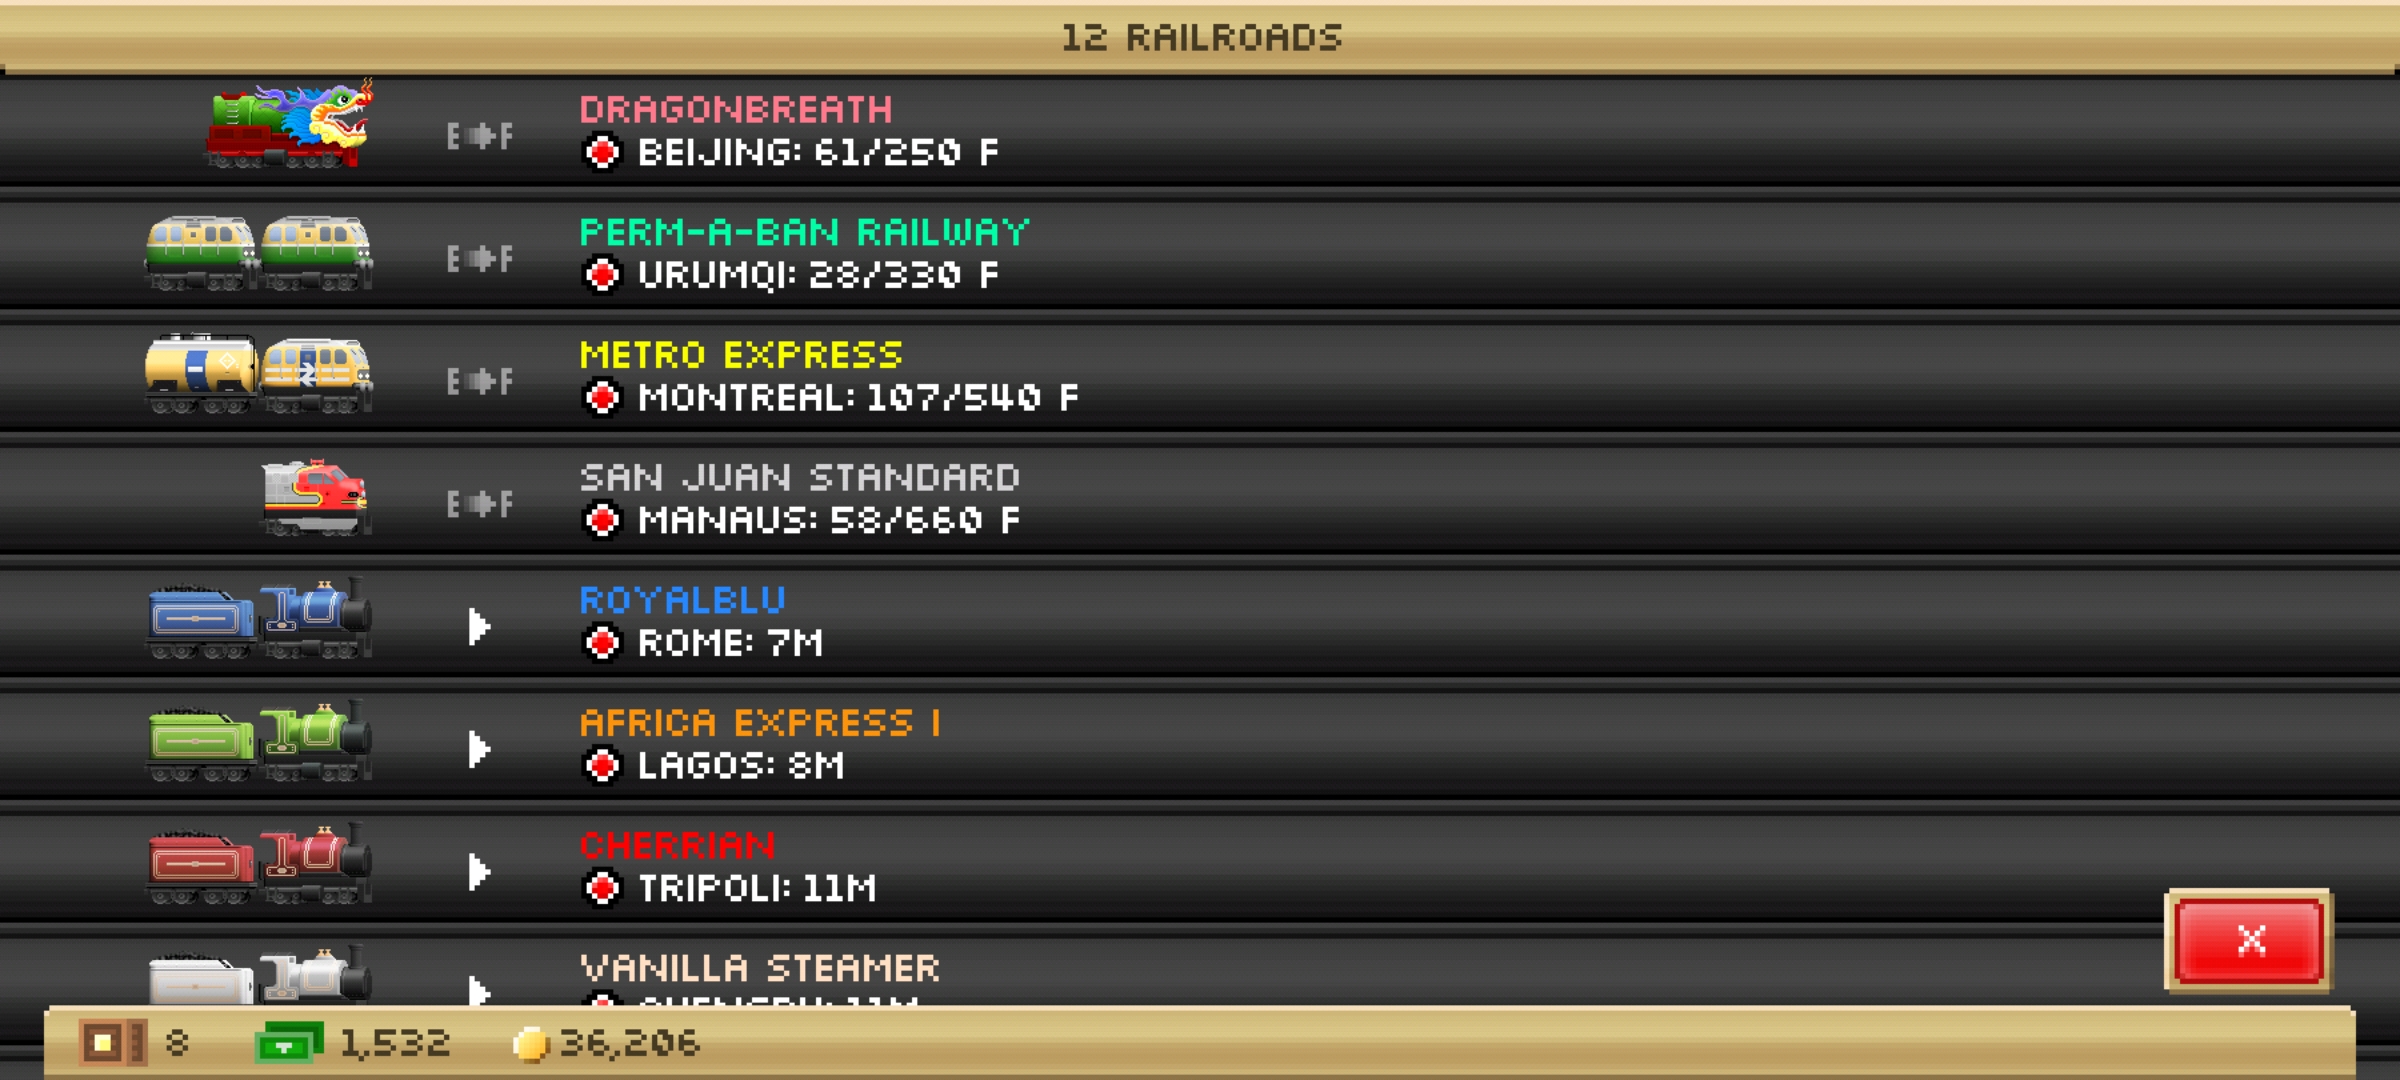 12 RAILROADS
DRAGONBREATH
E F
BEIJING: 61/250 F
PERM-A-BAN RAILWAY
E F
URUMQI: 28/330 F
METRO EXPRESS
E F
MONTREAL: 107/540 F
SAN JUAN STANDARD
E F
MANAUS: 58/660 F
ROYALBLU
ROME: 7M
AFRICA EXPRESS I
LAGOS: 8M
CHERRIAN
TRIPOLI: 11M
VANILLA STEAMER
X
8 1,532 36,206